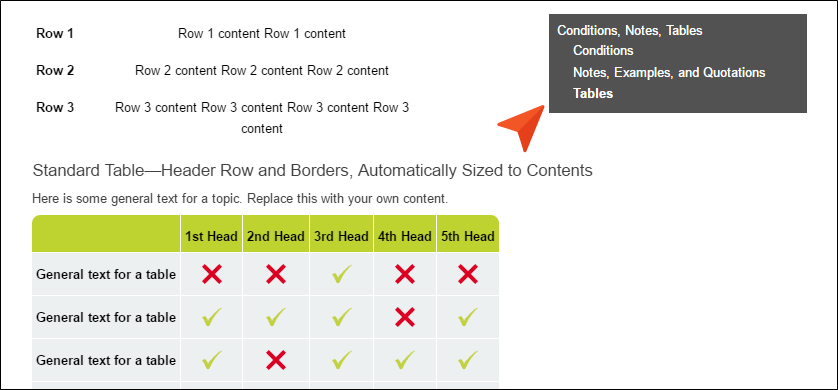 Row 1 Row 1 content Row 1 content
Row 2 Row 2 content Row 2 content Row 2 content
Row 3 Row 3 content Row 3 content Row 3 content Row 3
content
Conditions, Notes, Tables
Conditions
Notes, Examples, and Quotations
Tables
Standard Table—Header Row and Borders, Automatically Sized to Contents
Here is some general text for a topic. Replace this with your own content.
1st Head 2nd Head 3rd Head 4th Head 5th Head
General text for a table
General text for a table
General text for a table